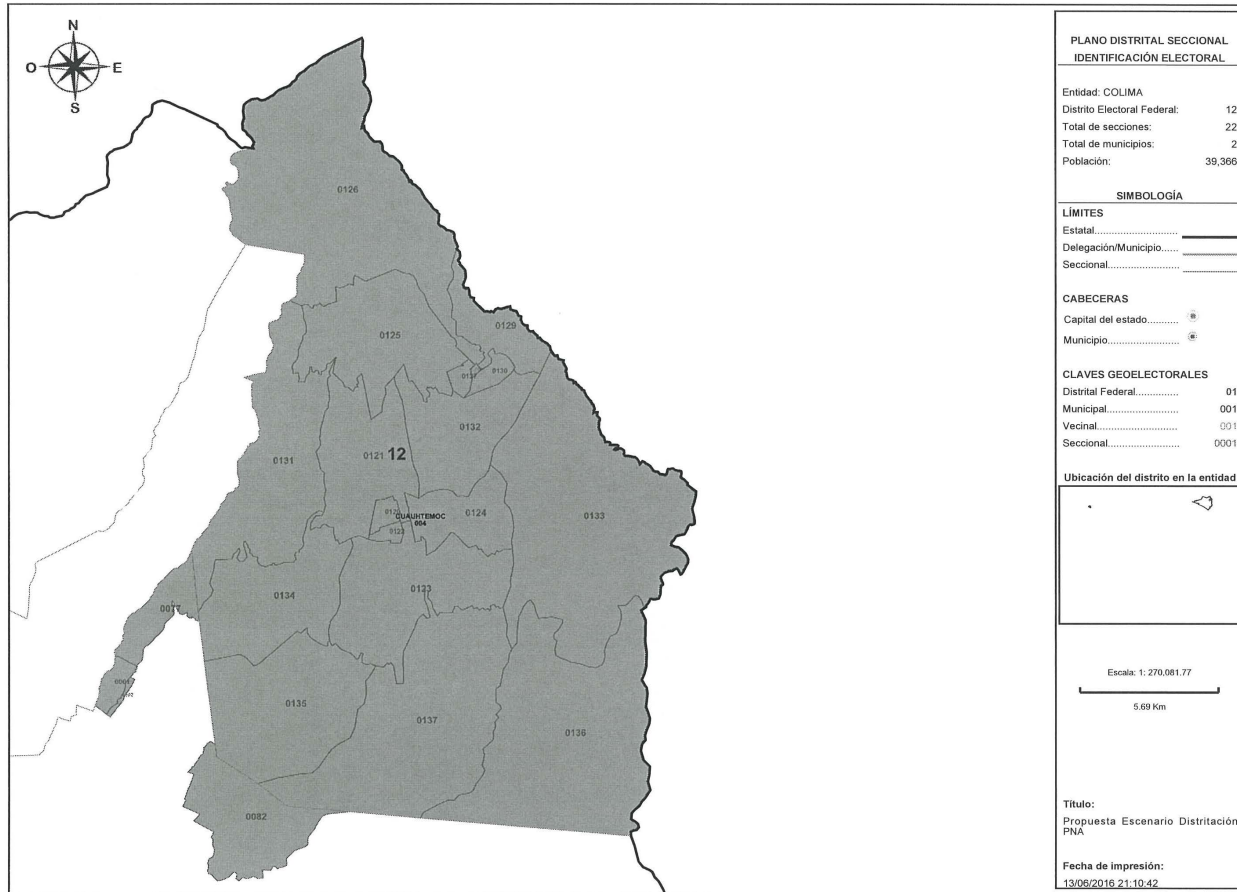 N
O E
S
0126
0129
0125
0130
0132
0131
0121 12
0124
CUAUHTEMOC
004
0133
0134
0123
0077
0135
0137
0136
0082
PLANO DISTRITAL SECCIONAL
IDENTIFICACIÓN ELECTORAL
Entidad: COLIMA
Distrito Electoral Federal: 12
Total de secciones: 22
Total de municipios: 2
Población: 39,366
SIMBOLOGÍA
LÍMITES
Estatal..........................
Delegación/Municipio......
Seccional........................
CABECERAS
Capital del estado...........
Municipio.........................
CLAVES GEOELECTORALES
Distrital Federal............... 01
Municipal......................... 001
Vecinal............................ 001
Seccional........................ 0001
Ubicación del distrito en la entidad
Escala: 1: 270,081.77
5.69 Km
Título:
Propuesta Escenario Distritación
PNA
Fecha de impresión:
13/06/2016 21:10:42